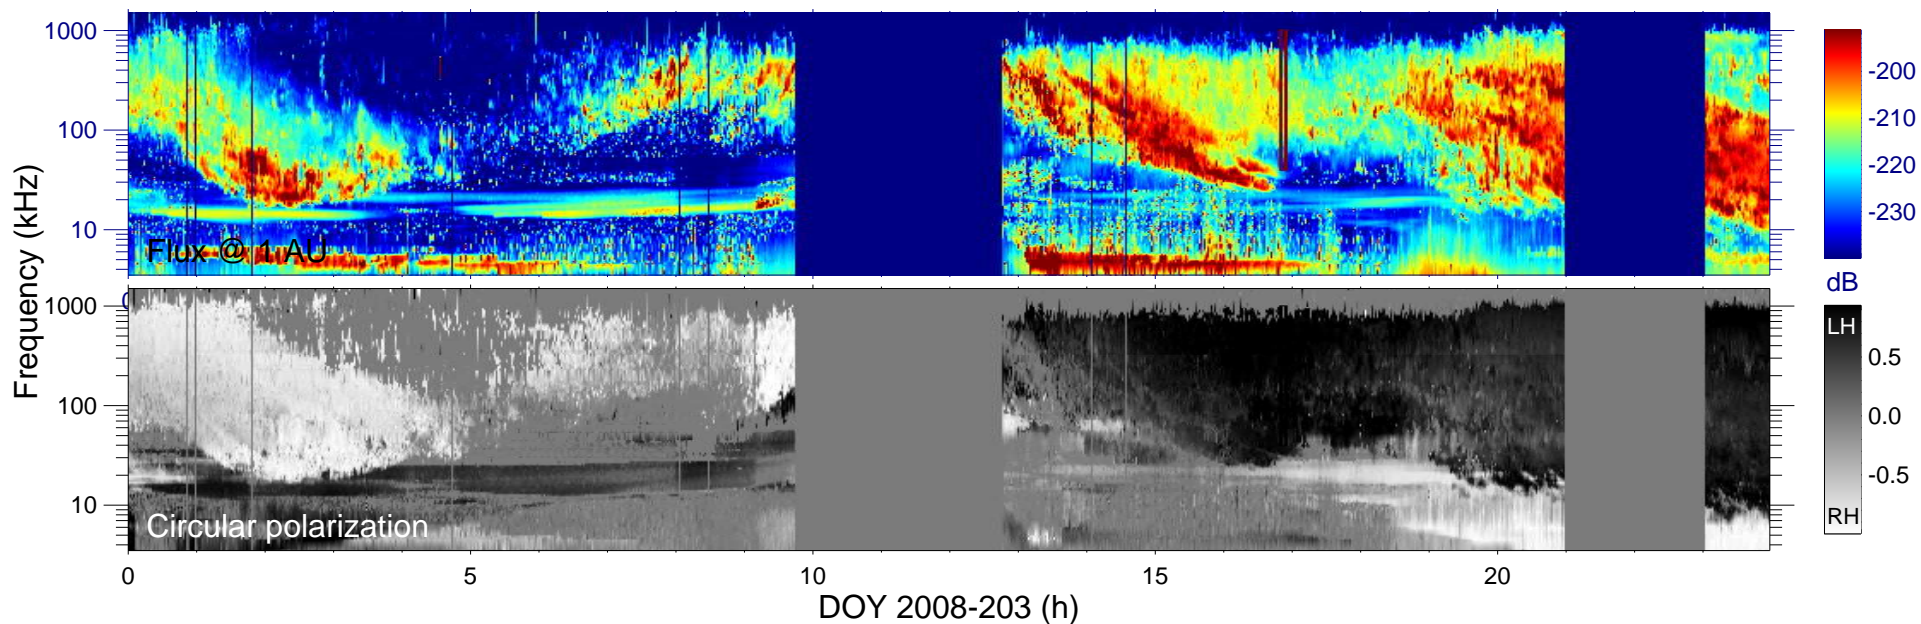 1000
100
10
Flux @ 1 AU
-200
-210
-220
-230
dB
Frequency (kHz)
0
1000
100
10
Circular polarization
LH
0.5
0.0
-0.5
RH
0 5 10 15 20
DOY 2008-203 (h)